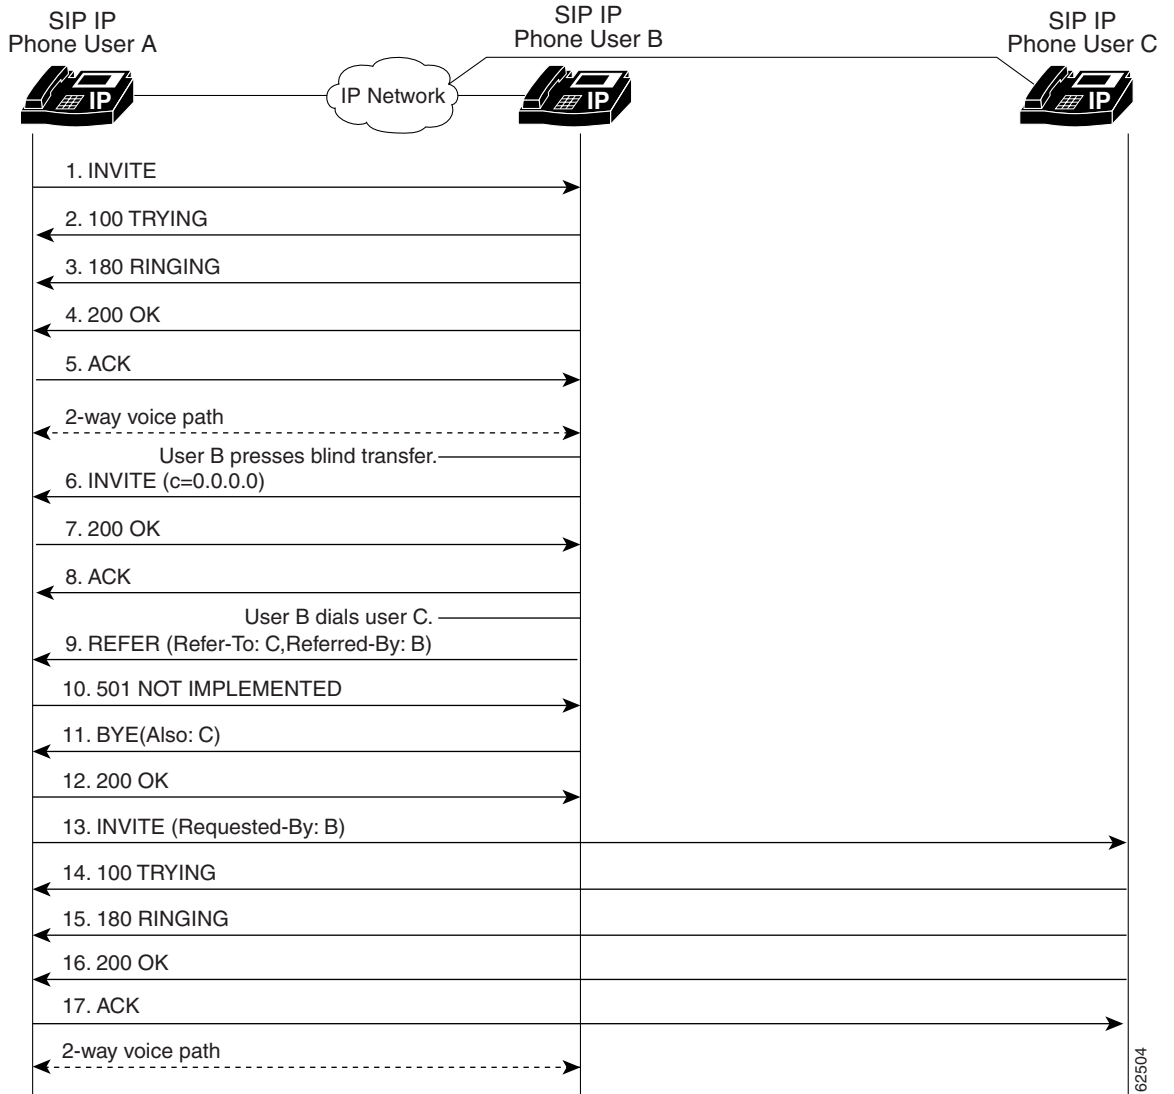 SIP IP
Phone User A
SIP IP
Phone User B
SIP IP
Phone User C
IP
IP Network
IP
IP
1. INVITE
2. 100 TRYING
3. 180 RINGING
4. 200 OK
5. ACK
2-way voice path
User B presses blind transfer.
6. INVITE (c=0.0.0.0)
7. 200 OK
8. ACK
User B dials user C.
9. REFER (Refer-To: C,Referred-By: B)
10. 501 NOT IMPLEMENTED
11. BYE(Also: C)
12. 200 OK
13. INVITE (Requested-By: B)
14. 100 TRYING
15. 180 RINGING
16. 200 OK
17. ACK
2-way voice path
62504